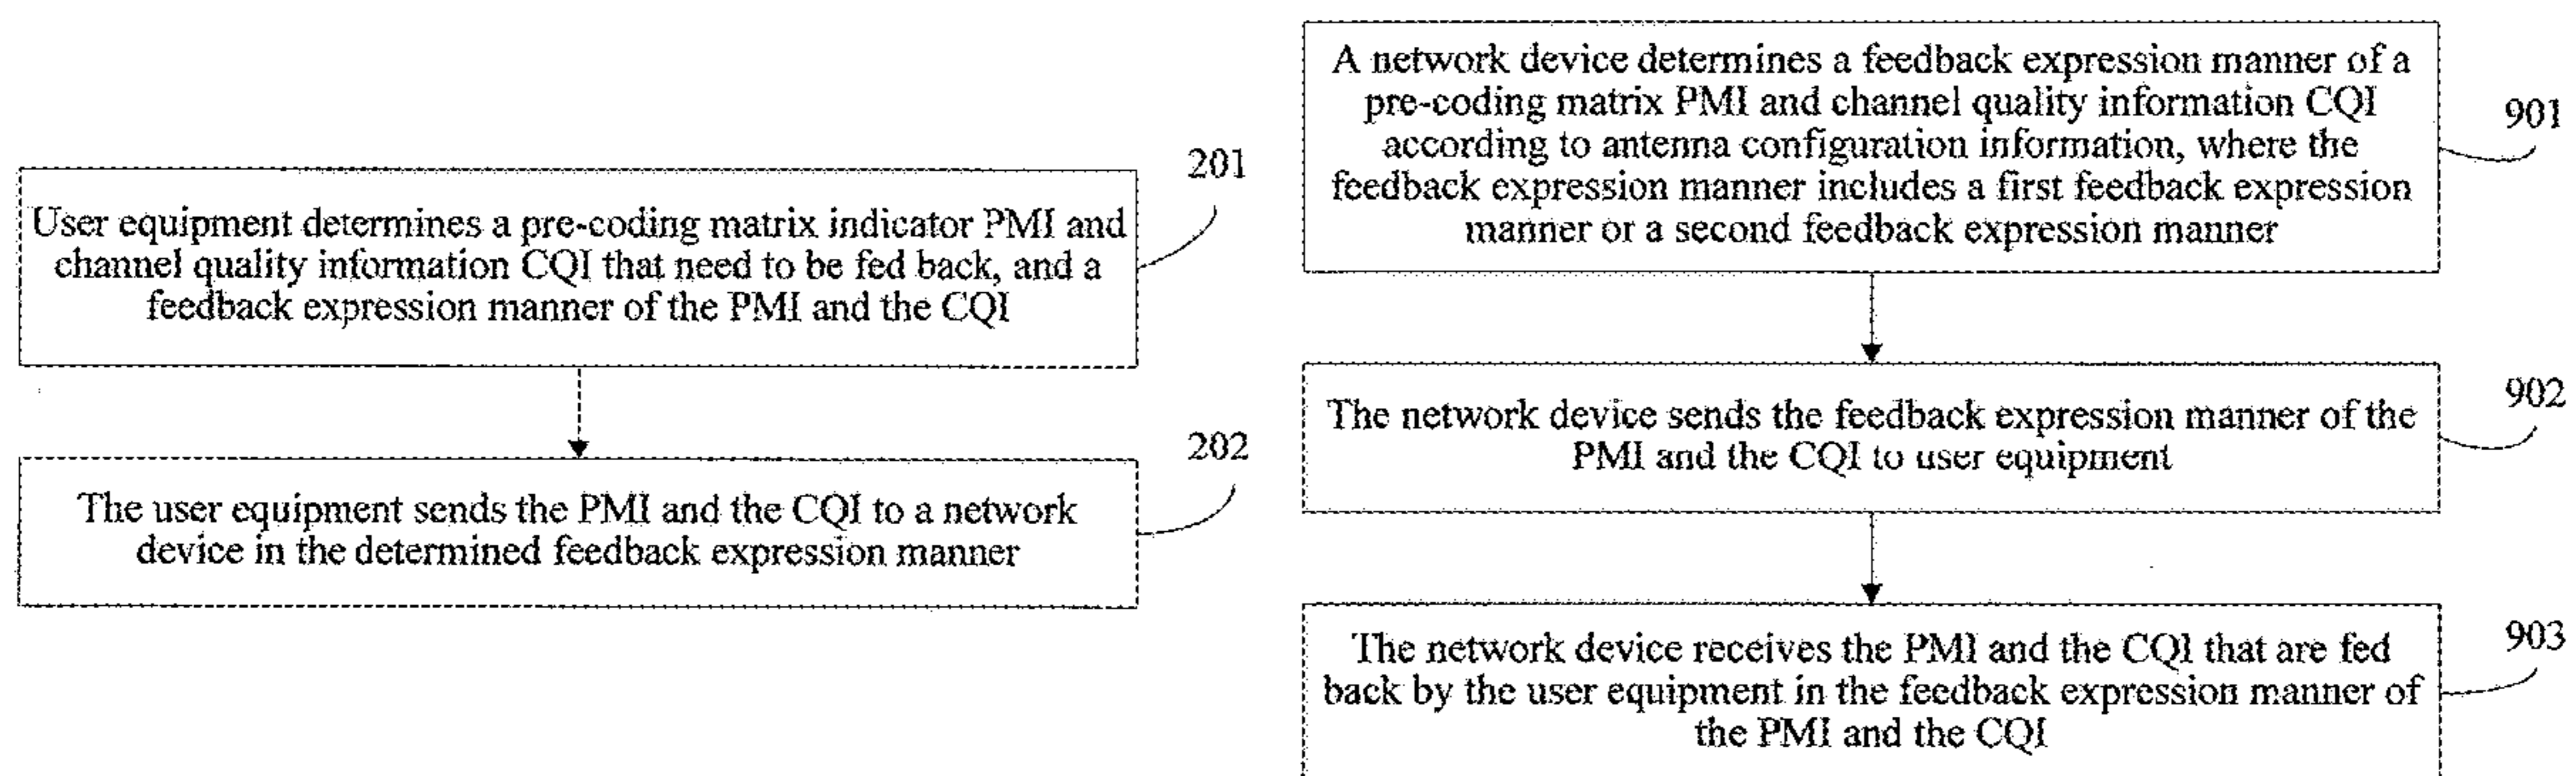 201
User equipment determines a pre-coding matrix indicator PMI and
channel quality information CQI that need to be fed back, and a
feedback expression manner of the PMI and the CQI
202
The user equipment sends the PMI and the CQI to a network
device in the determined feedback expression manner
901
A network device determines a feedback expression manner of a
pre-coding matrix PMI and channel quality information CQI
according to antenna configuration information, where the
feedback expression manner includes a first feedback expression
manner or a second feedback expression manner
902
The network device sends the feedback expression manner of the
PMI and the CQI to user equipment
903
The network device receives the PMI and the CQI that are fed
back by the user equipment in the feedback expression manner of
the PMI and the CQI